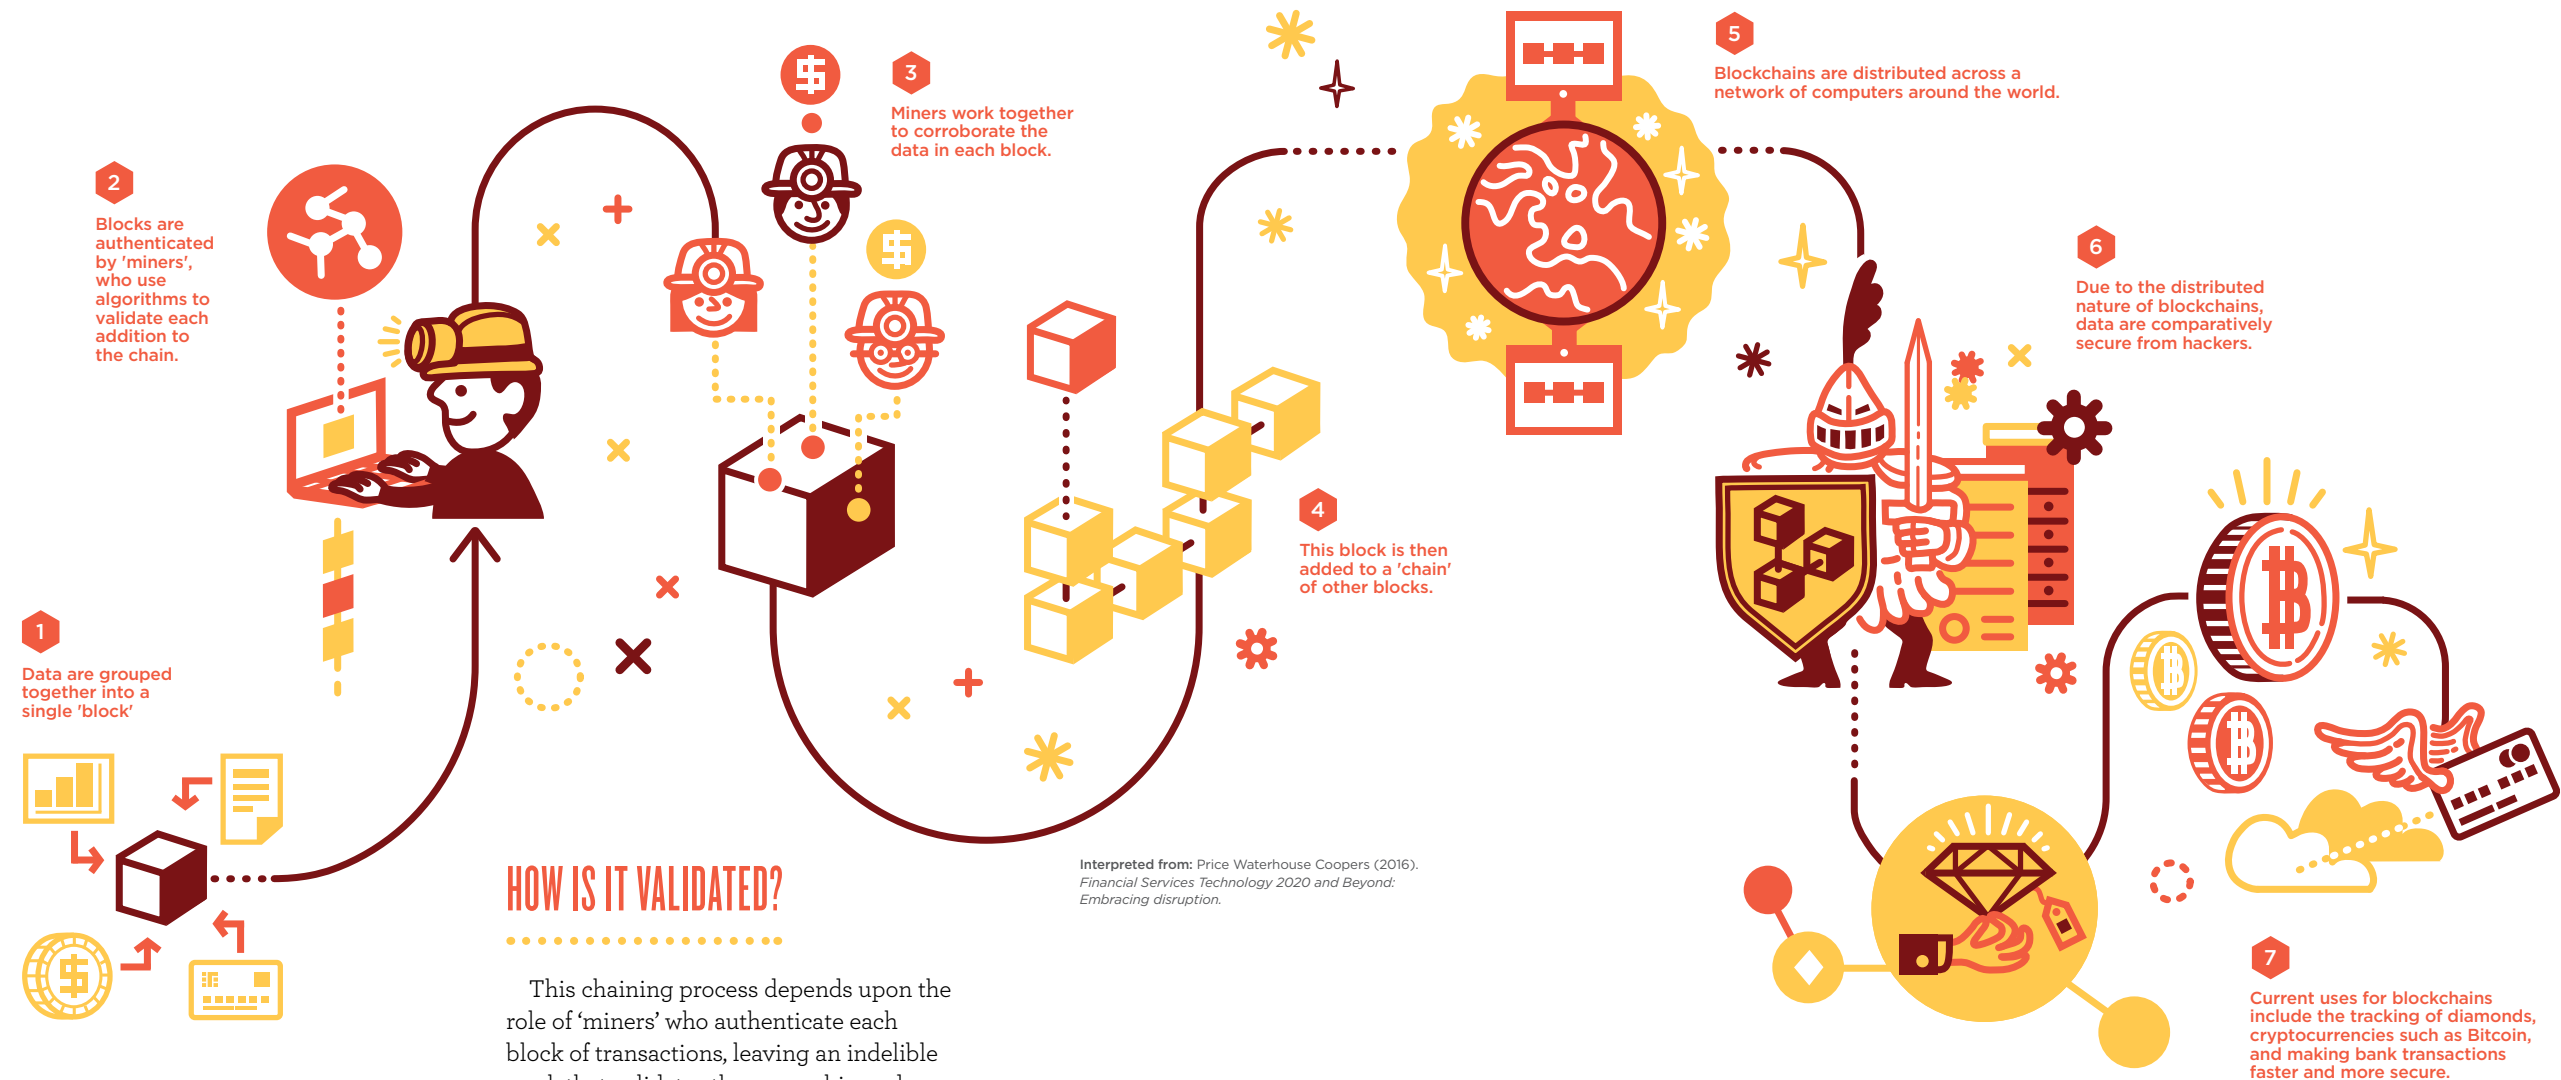 1
Data are grouped
together into a
single 'block'
2
Blocks are
authenticated
by 'miners',
who use
algorithms to
validate each
addition to
the chain.
3
Miners work together
to corroborate the
data in each block.
4
This block is then
added to a 'chain'
of other blocks.
5
Blockchains are distributed across a
network of computers around the world.
6
Due to the distributed
nature of blockchains,
data are comparatively
secure from hackers.
7
Current uses for blockchains
include the tracking of diamonds,
cryptocurrencies such as Bitcoin,
and making bank transactions
faster and more secure.
Interpreted from: Price Waterhouse Coopers (2016).
Financial Services Technology 2020 and Beyond:
Embracing disruption.
HOW IS IT VALIDATED?
This chaining process depends upon the
role of ‘miners’ who authenticate each
block of transactions, leaving an indelible